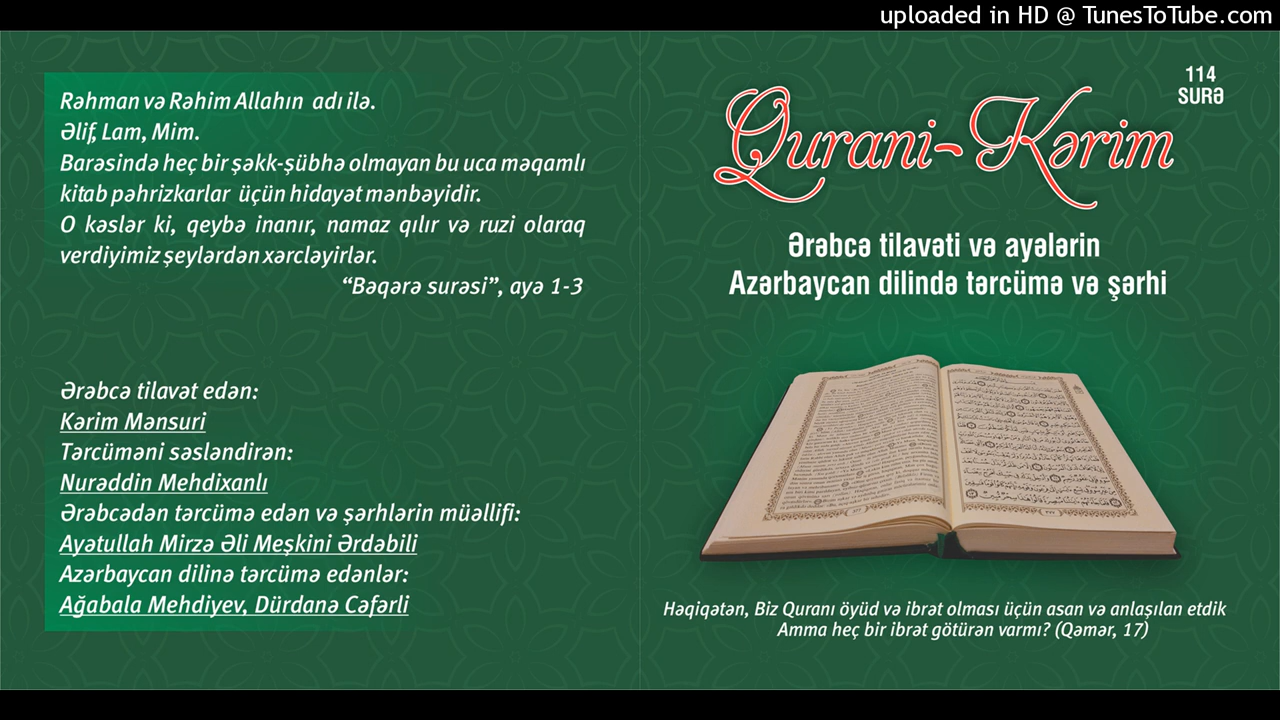 uploaded in HD @ TunesToTube.com
Rəhman və Rəhim Allahın adı ilə.
Əlif, Lam, Mim.
Barəsində heç bir şəkk-şübhə olmayan bu uca məqamlı
kitab pəhrizkarlar üçün hidayət mənbəyidir.
O kəslər ki, qeybə inanır, namaz qılır və ruzi olaraq
verdiyimiz şeylərdən xərcləyirlər.
“Bəqərə surəsi”, ayə 1-3
Ərəbcə tilavət edən:
Kərim Mənsuri
Tərcüməni səsləndirən:
Nurəddin Mehdixanlı
Ərəbcədən tərcümə edən və şərhlərin müəllifi:
Ayətullah Mirzə Əli Meşkini Ərdəbili
Azərbaycan dilinə tərcümə edənlər:
Ağabala Mehdiyev, Dürdanə Cəfərli
114
SURƏ
Qurani-Kərim
Ərəbcə tilavəti və ayələrin
Azərbaycan dilində tərcümə və şərhi
Həqiqətən, Biz Quranı öyüd və ibrət olması üçün asan və anlaşılan etdik
Amma heç bir ibrət götürən varmı? (Qəmər, 17)